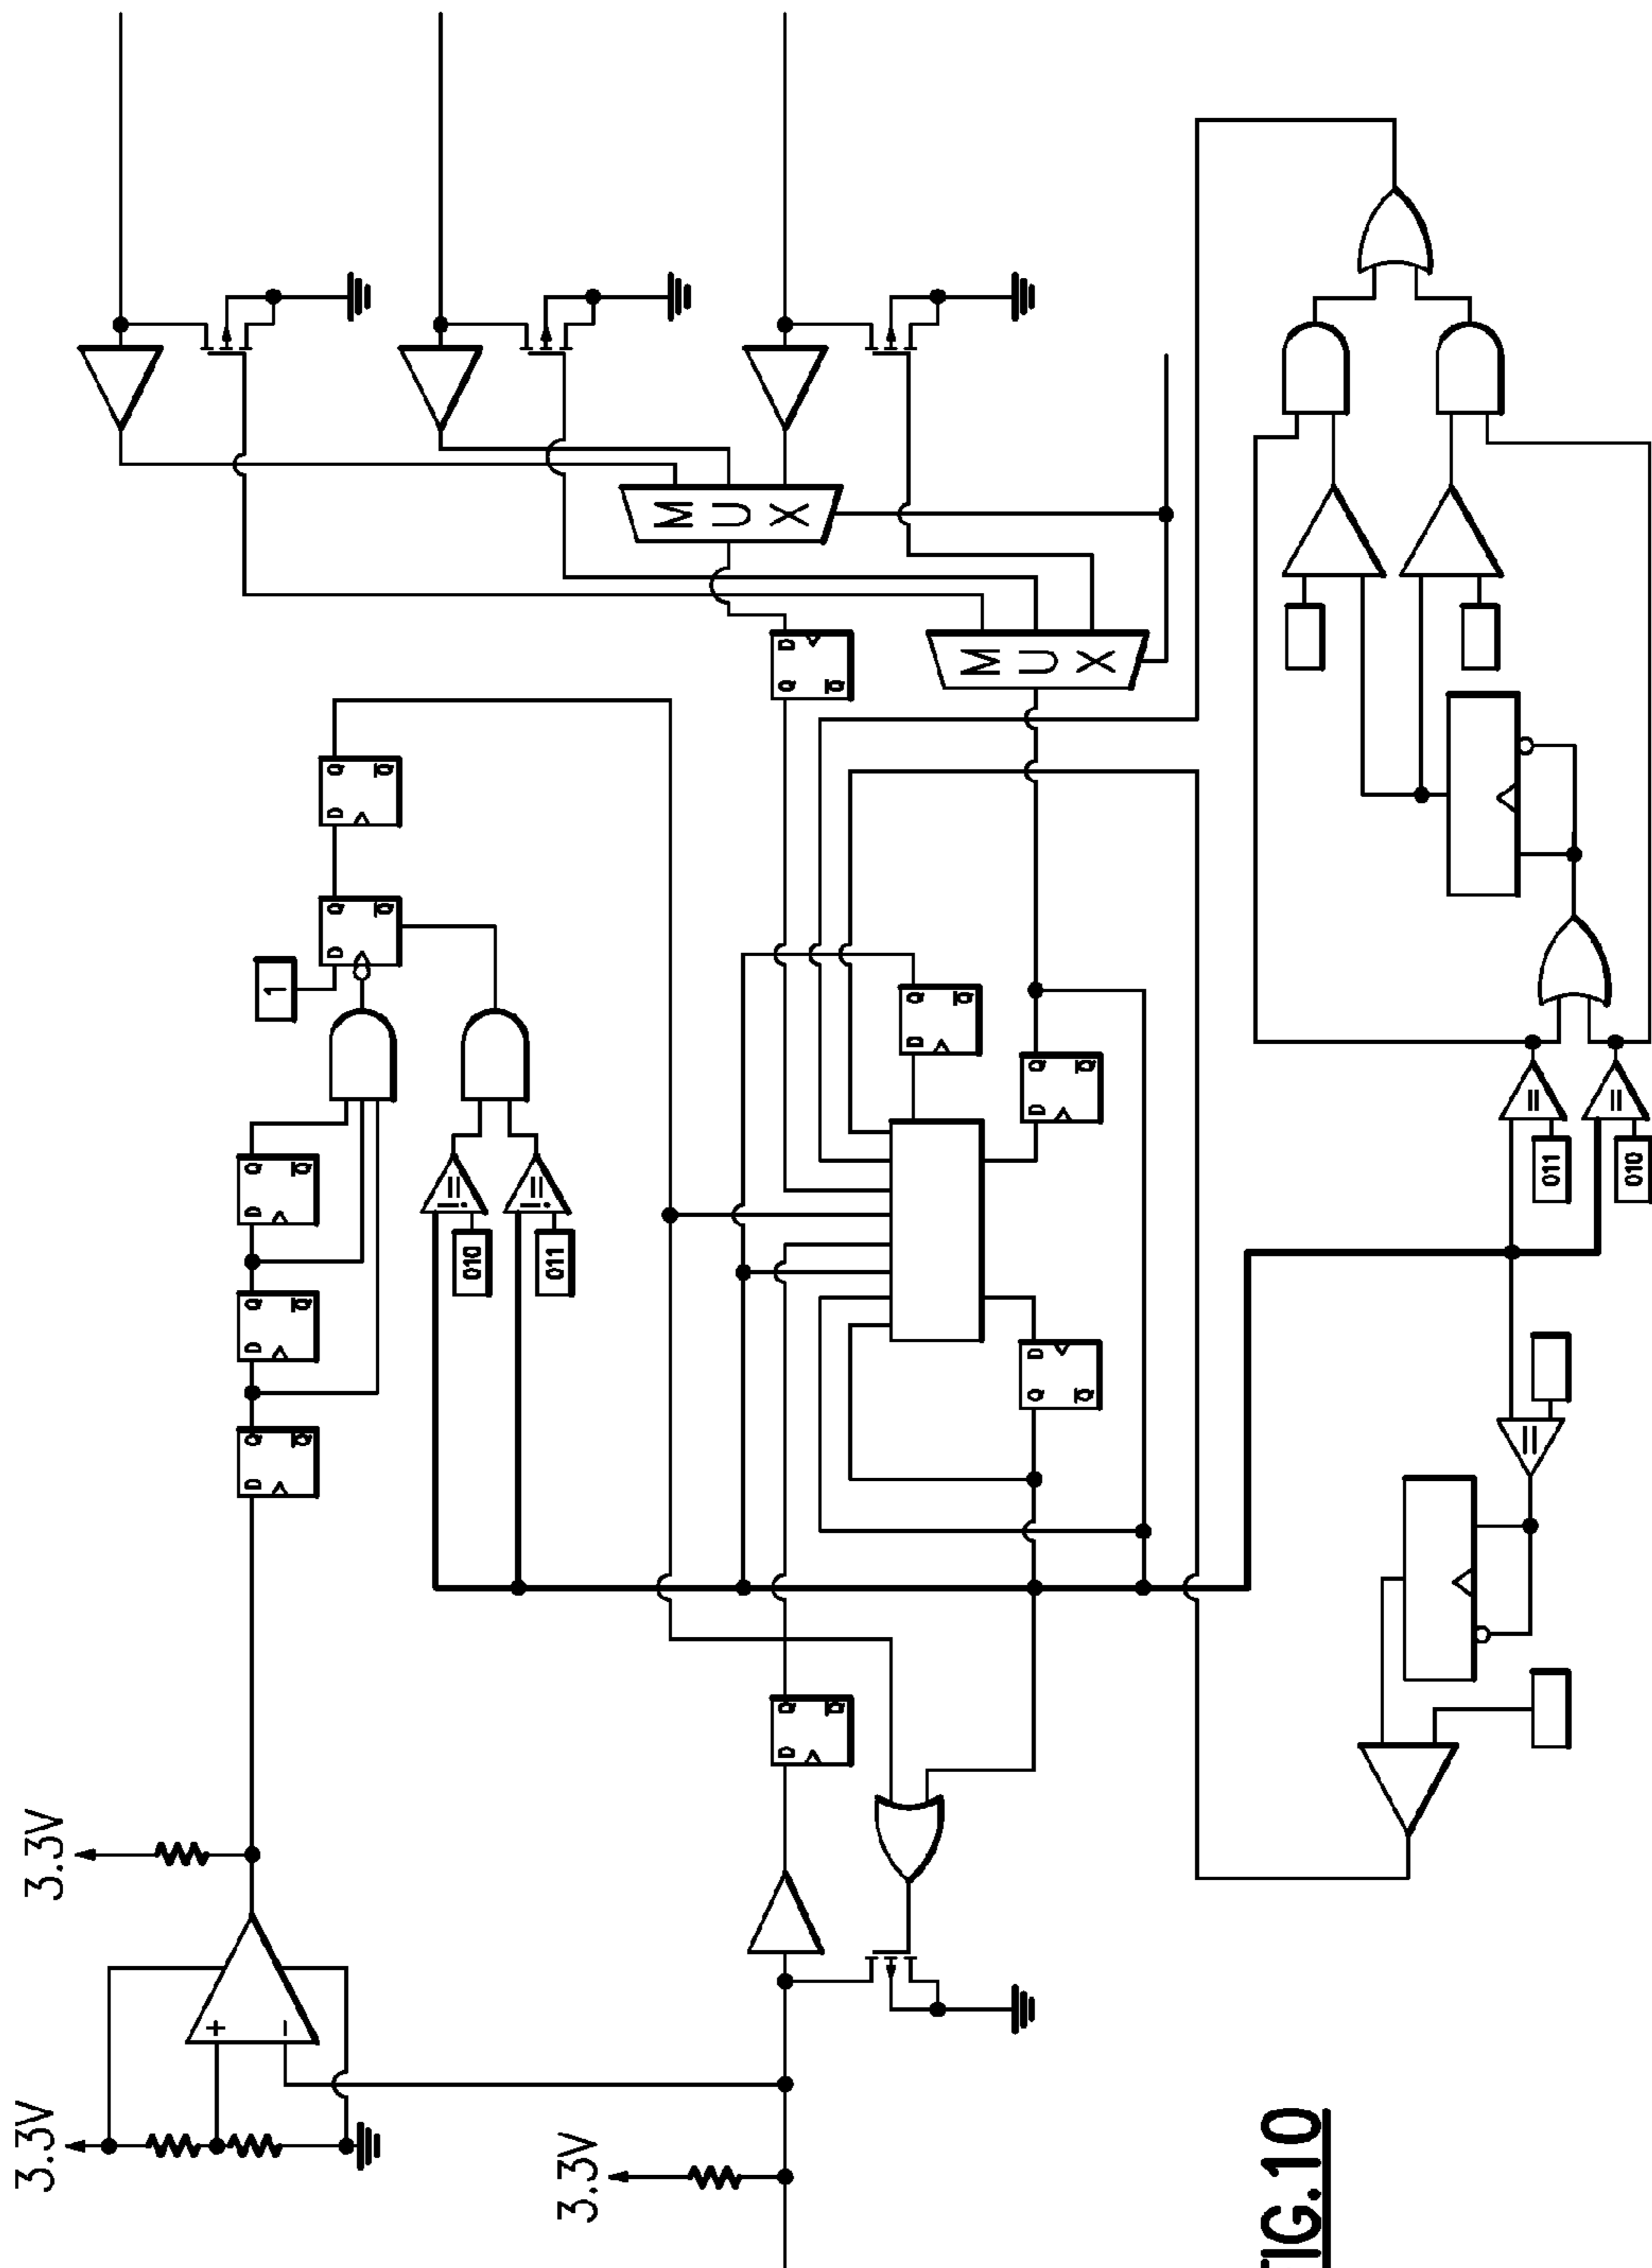 3.3V
3.3V
+
−
D Q
Q̅
D Q
Q̅
D Q
Q̅
1
D Q
Q̅
D Q
Q̅
!=
010
!=
011
3.3V
MUX
D Q
Q̅
Q D
Q̅
D Q
Q̅
MUX
Q D
Q̅
D Q
Q̅
=
=
011
=
010
FIG.10